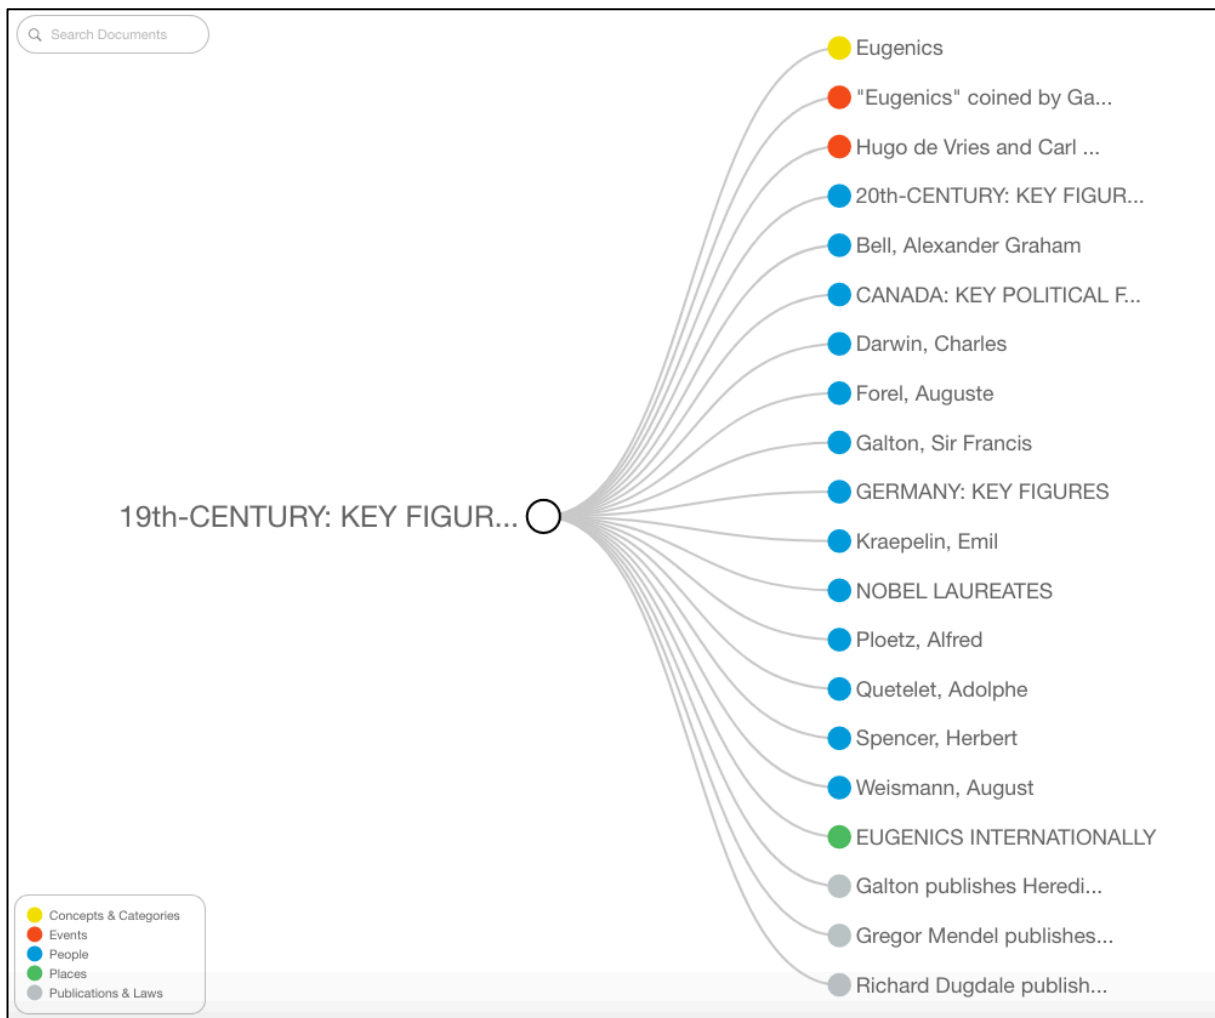 Search Documents
Eugenics
"Eugenics" coined by Ga...
Hugo de Vries and Carl ...
20th-CENTURY: KEY FIGUR...
Bell, Alexander Graham
CANADA: KEY POLITICAL F...
Darwin, Charles
Forel, Auguste
Galton, Sir Francis
GERMANY: KEY FIGURES
19th-CENTURY: KEY FIGUR...
Kraepelin, Emil
NOBEL LAUREATES
Ploetz, Alfred
Quetelet, Adolphe
Spencer, Herbert
Weismann, August
EUGENICS INTERNATIONALLY
Galton publishes Heredi...
Gregor Mendel publishes...
Richard Dugdale publish...
Concepts & Categories
Events
People
Places
Publications & Laws